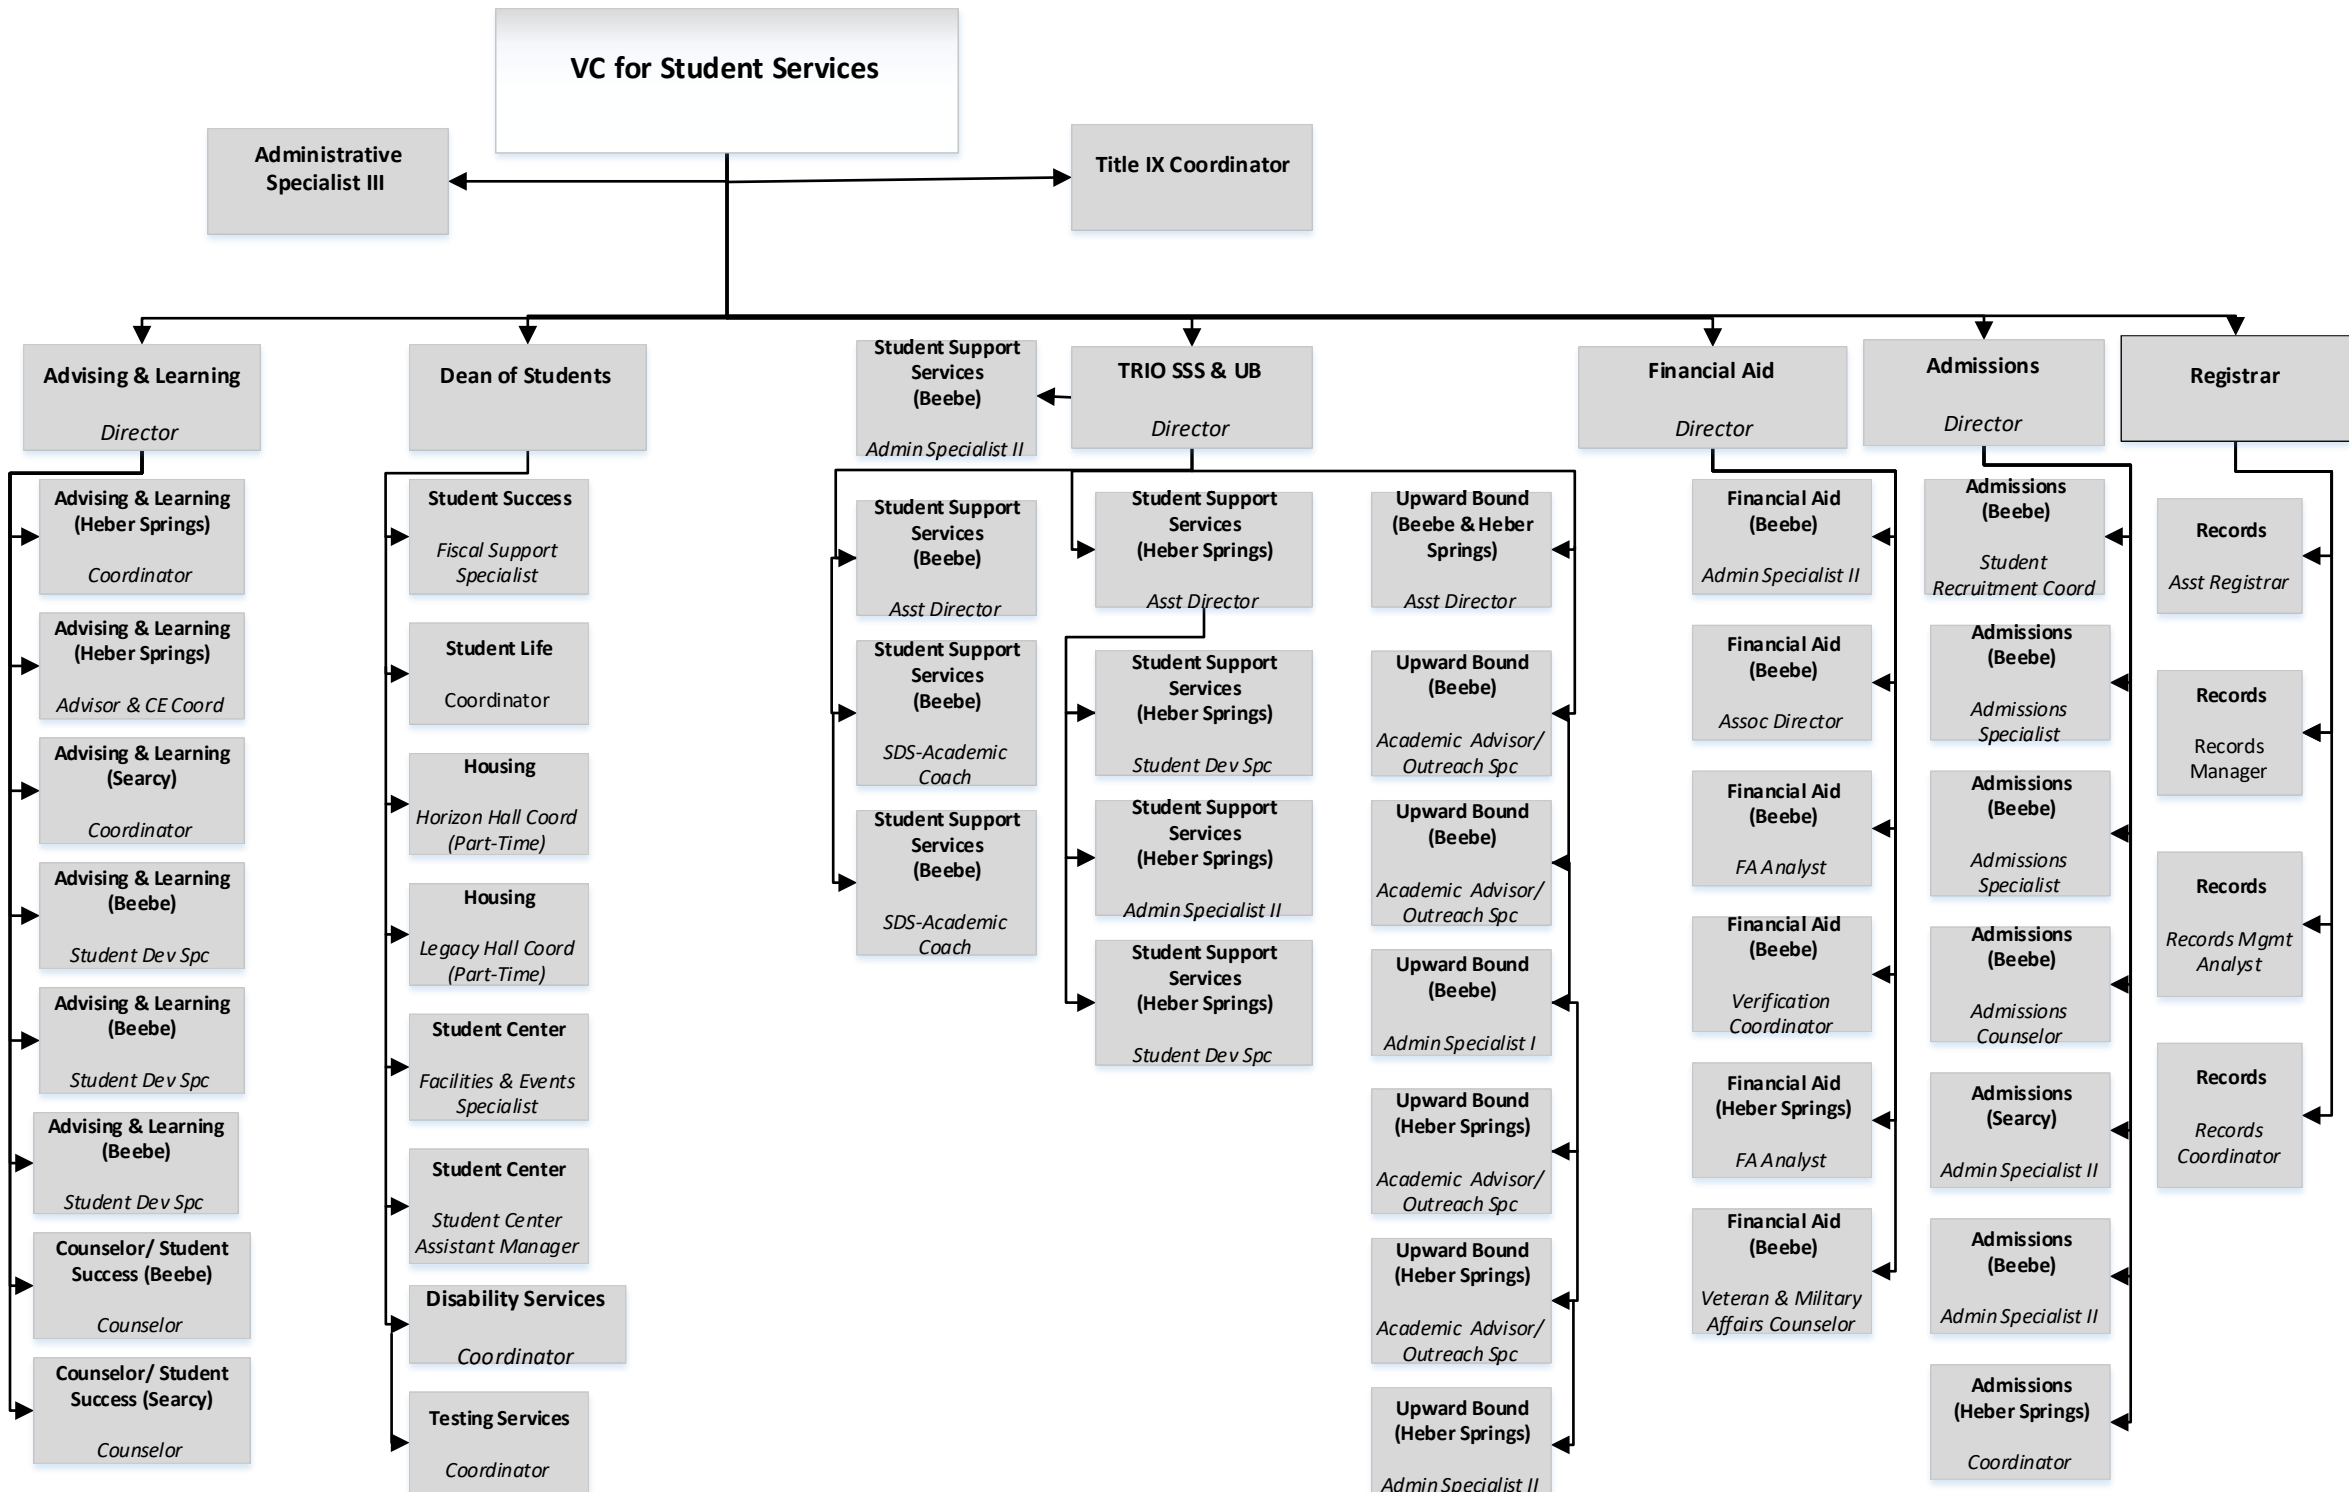 VC for Student Services
Administrative
Specialist III
Title IX Coordinator
Advising & Learning
Director
Advising & Learning
(Heber Springs)
Coordinator
Advising & Learning
(Heber Springs)
Advisor & CE Coord
Advising & Learning
(Searcy)
Coordinator
Advising & Learning
(Beebe)
Student Dev Spc
Advising & Learning
(Beebe)
Student Dev Spc
Advising & Learning
(Beebe)
Student Dev Spc
Counselor/ Student
Success (Beebe)
Counselor
Counselor/ Student
Success (Searcy)
Counselor
Dean of Students
Student Success
Fiscal Support
Specialist
Student Life
Coordinator
Housing
Horizon Hall Coord
(Part-Time)
Housing
Legacy Hall Coord
(Part-Time)
Student Center
Facilities & Events
Specialist
Student Center
Student Center
Assistant Manager
Disability Services
Coordinator
Testing Services
Coordinator
Student Support
Services
(Beebe)
Admin Specialist II
TRIO SSS & UB
Director
Student Support
Services
(Beebe)
Asst Director
Student Support
Services
(Beebe)
SDS-Academic
Coach
Student Support
Services
(Beebe)
SDS-Academic
Coach
Student Support
Services
(Heber Springs)
Asst Director
Student Support
Services
(Heber Springs)
Student Dev Spc
Student Support
Services
(Heber Springs)
Admin Specialist II
Student Support
Services
(Heber Springs)
Student Dev Spc
Upward Bound
(Beebe & Heber
Springs)
Asst Director
Upward Bound
(Beebe)
Academic Advisor/
Outreach Spc
Upward Bound
(Beebe)
Academic Advisor/
Outreach Spc
Upward Bound
(Beebe)
Admin Specialist I
Upward Bound
(Heber Springs)
Academic Advisor/
Outreach Spc
Upward Bound
(Heber Springs)
Academic Advisor/
Outreach Spc
Upward Bound
(Heber Springs)
Admin Specialist II
Financial Aid
Director
Financial Aid
(Beebe)
Admin Specialist II
Financial Aid
(Beebe)
Assoc Director
Financial Aid
(Beebe)
FA Analyst
Financial Aid
(Beebe)
Verification
Coordinator
Financial Aid
(Heber Springs)
FA Analyst
Financial Aid
(Beebe)
Veteran & Military
Affairs Counselor
Admissions
Director
Admissions
(Beebe)
Student
Recruitment Coord
Admissions
(Beebe)
Admissions
Specialist
Admissions
(Beebe)
Admissions
Specialist
Admissions
(Beebe)
Admissions
Counselor
Admissions
(Searcy)
Admin Specialist II
Admissions
(Beebe)
Admin Specialist II
Admissions
(Heber Springs)
Coordinator
Registrar
Records
Asst Registrar
Records
Records
Manager
Records
Records Mgmt
Analyst
Records
Records
Coordinator